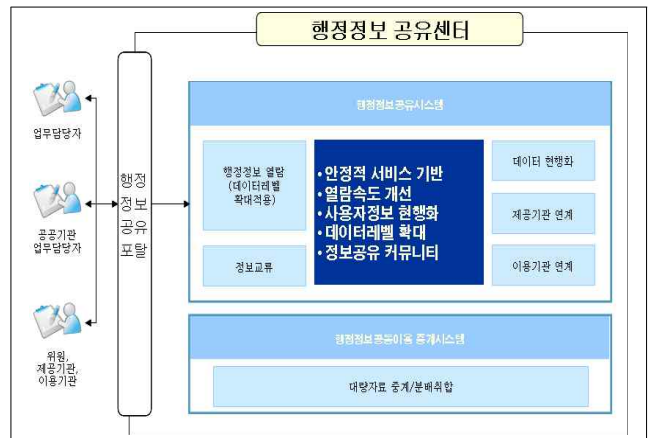 행정정보 공유센터
업무담당자
공공기관
업무담당자
위원,
제공기관,
이용기관
행정
정보
공유
포탈
행정정보공유시스템
행정정보 열람
(데이터레벨
확대적용)
정보교류
•안정적 서비스 기반
•열람속도 개선
•사용자정보 현행화
•데이터레벨 확대
•정보공유 커뮤니티
데이터 현행화
제공기관 연계
이용기관 연계
행정정보공동이용 중계시스템
대량자료 중계/분배취합